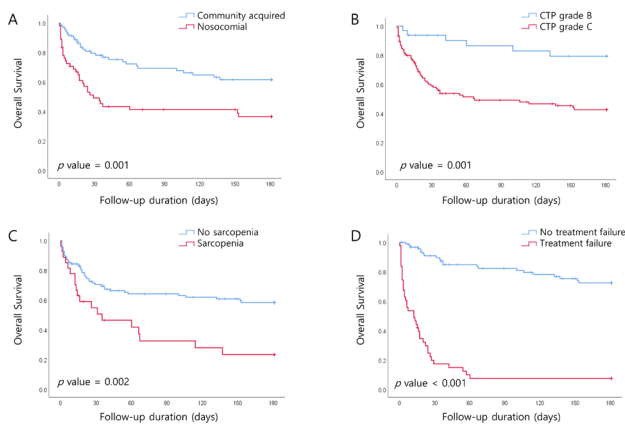 A
Community acquired
Nosocomial
Overall Survival
1.0
0.8
0.6
0.4
0.2
0.0
p value = 0.001
0 30 60 90 120 150 180
Follow-up duration (days)
B
CTP grade B
CTP grade C
Overall Survival
1.0
0.8
0.6
0.4
0.2
0.0
p value = 0.001
0 30 60 90 120 150 180
Follow-up duration (days)
C
No sarcopenia
Sarcopenia
Overall Survival
1.0
0.8
0.6
0.4
0.2
0.0
p value = 0.002
0 30 60 90 120 150 180
Follow-up duration (days)
D
No treatment failure
Treatment failure
Overall Survival
1.0
0.8
0.6
0.4
0.2
0.0
p value < 0.001
0 30 60 90 120 150 180
Follow-up duration (days)